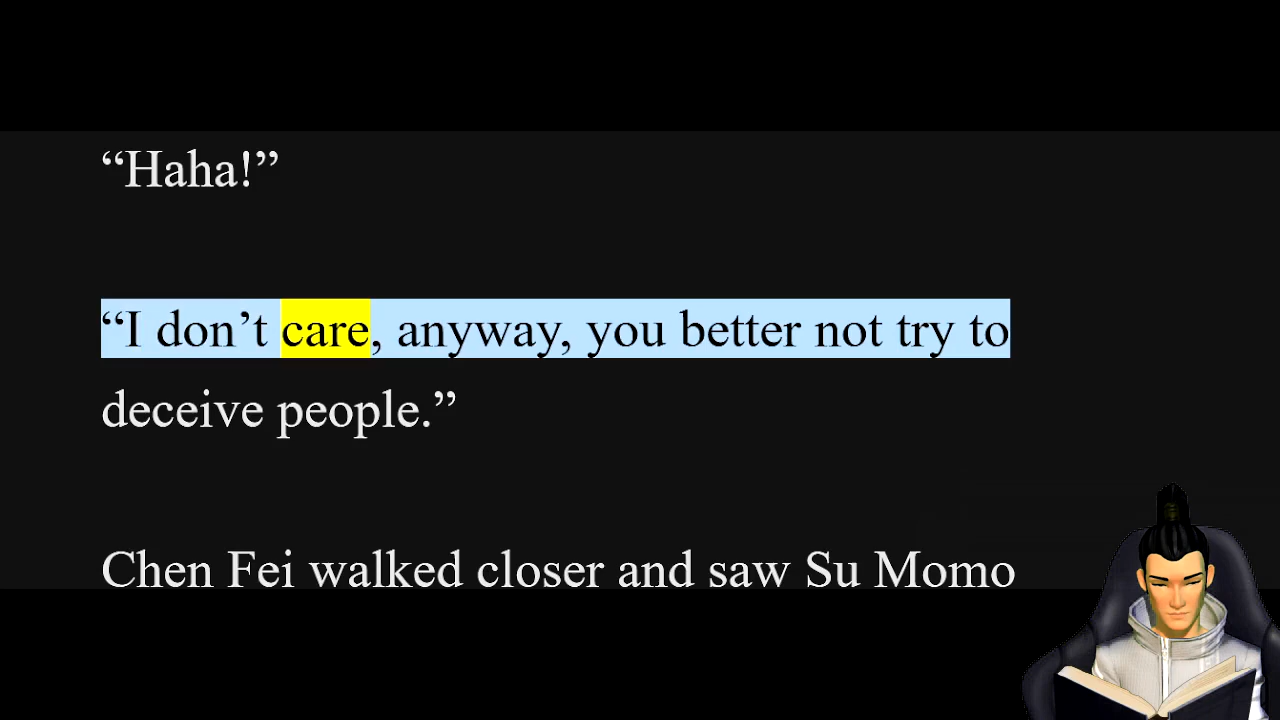 “Haha!”
“I don’t care, anyway, you better not try to
deceive people.”
Chen Fei walked closer and saw Su Momo